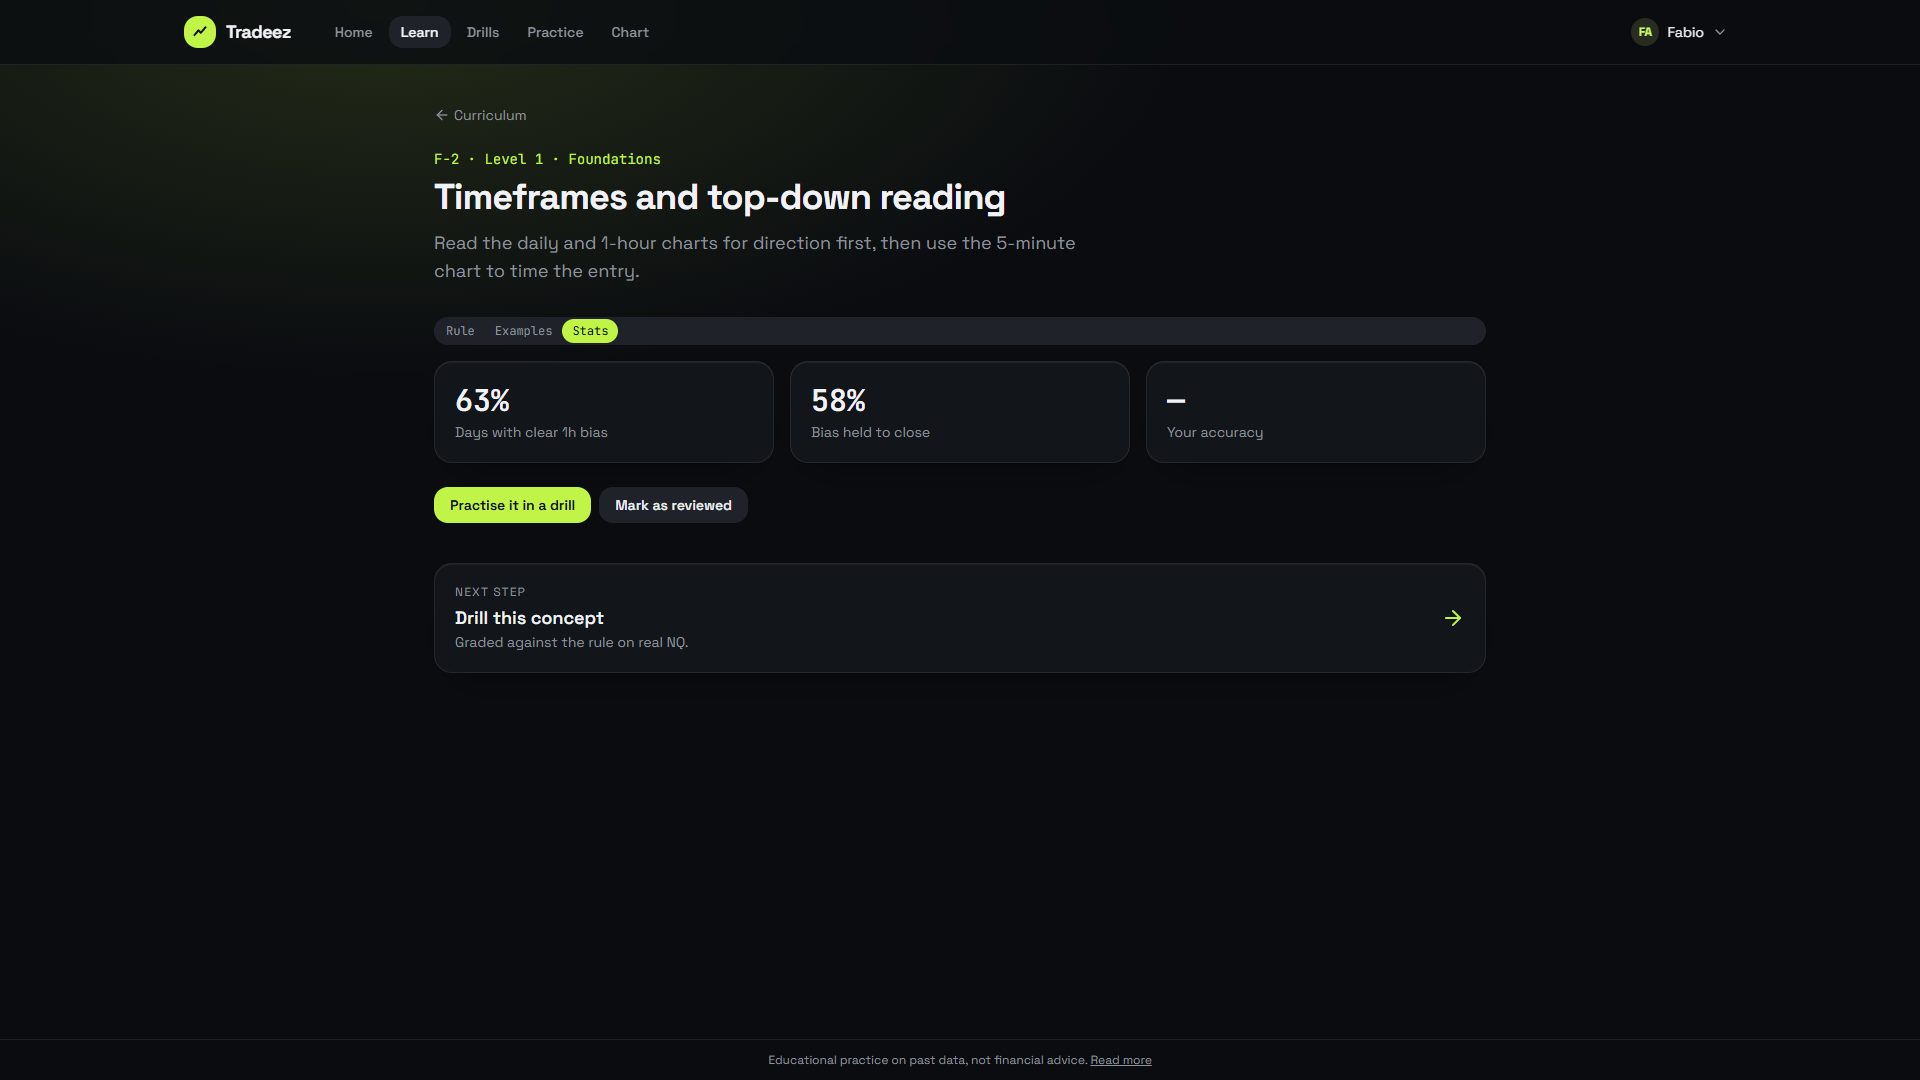 Tradeez
Home
Learn
Drills
Practice
Chart
FA
Fabio
Curriculum
F-2 · Level 1 · Foundations
Timeframes and top-down reading
Read the daily and 1-hour charts for direction first, then use the 5-minute
chart to time the entry.
Rule
Examples
Stats
63%
Days with clear 1h bias
58%
Bias held to close
—
Your accuracy
Practise it in a drill
Mark as reviewed
NEXT STEP
Drill this concept
Graded against the rule on real NQ.
Educational practice on past data, not financial advice. Read more